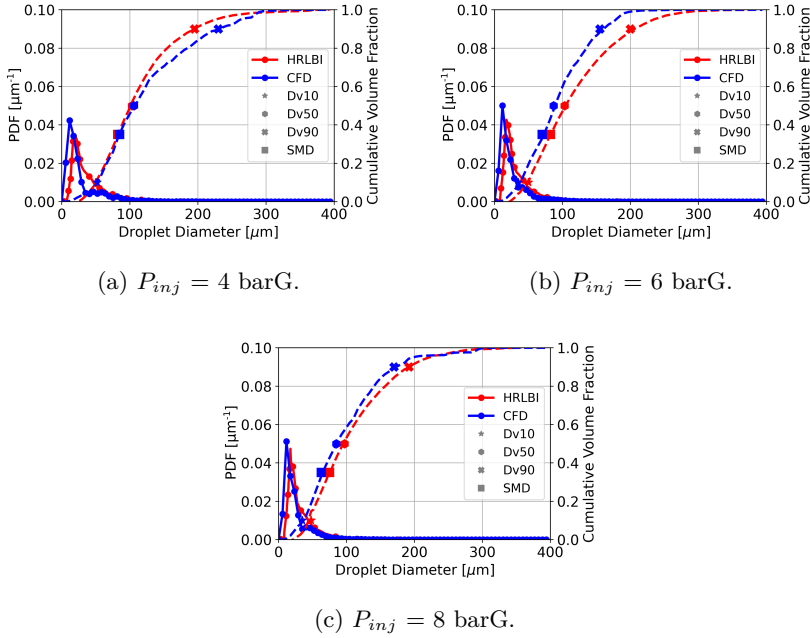 0.10
0.08
0.06
0.04
0.02
0.00
PDF [μm⁻¹]
1.0
0.8
0.6
0.4
0.2
0.0
Cumulative Volume Fraction
HRLBI
CFD
Dv10
Dv50
Dv90
SMD
0 100 200 300 400
Droplet Diameter [μm]
(a) P_inj = 4 barG.
0.10
0.08
0.06
0.04
0.02
0.00
PDF [μm⁻¹]
1.0
0.8
0.6
0.4
0.2
0.0
Cumulative Volume Fraction
HRLBI
CFD
Dv10
Dv50
Dv90
SMD
0 100 200 300 400
Droplet Diameter [μm]
(b) P_inj = 6 barG.
0.10
0.08
0.06
0.04
0.02
0.00
PDF [μm⁻¹]
1.0
0.8
0.6
0.4
0.2
0.0
Cumulative Volume Fraction
HRLBI
CFD
Dv10
Dv50
Dv90
SMD
0 100 200 300 400
Droplet Diameter [μm]
(c) P_inj = 8 barG.